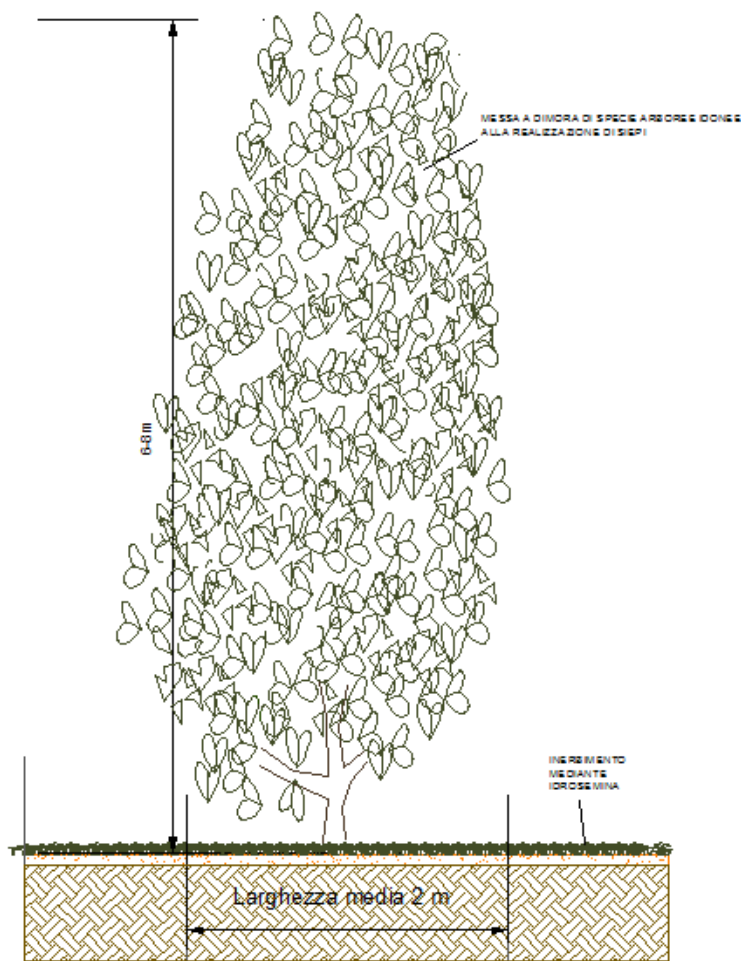 MESSA A DIMORA DI SPECIE ARBOREE IDONEE
ALLA REALIZZAZIONE DI SIEPI
6-8 m
INERBIMENTO
MEDIANTE
IDROSEMINA
Larghezza media 2 m